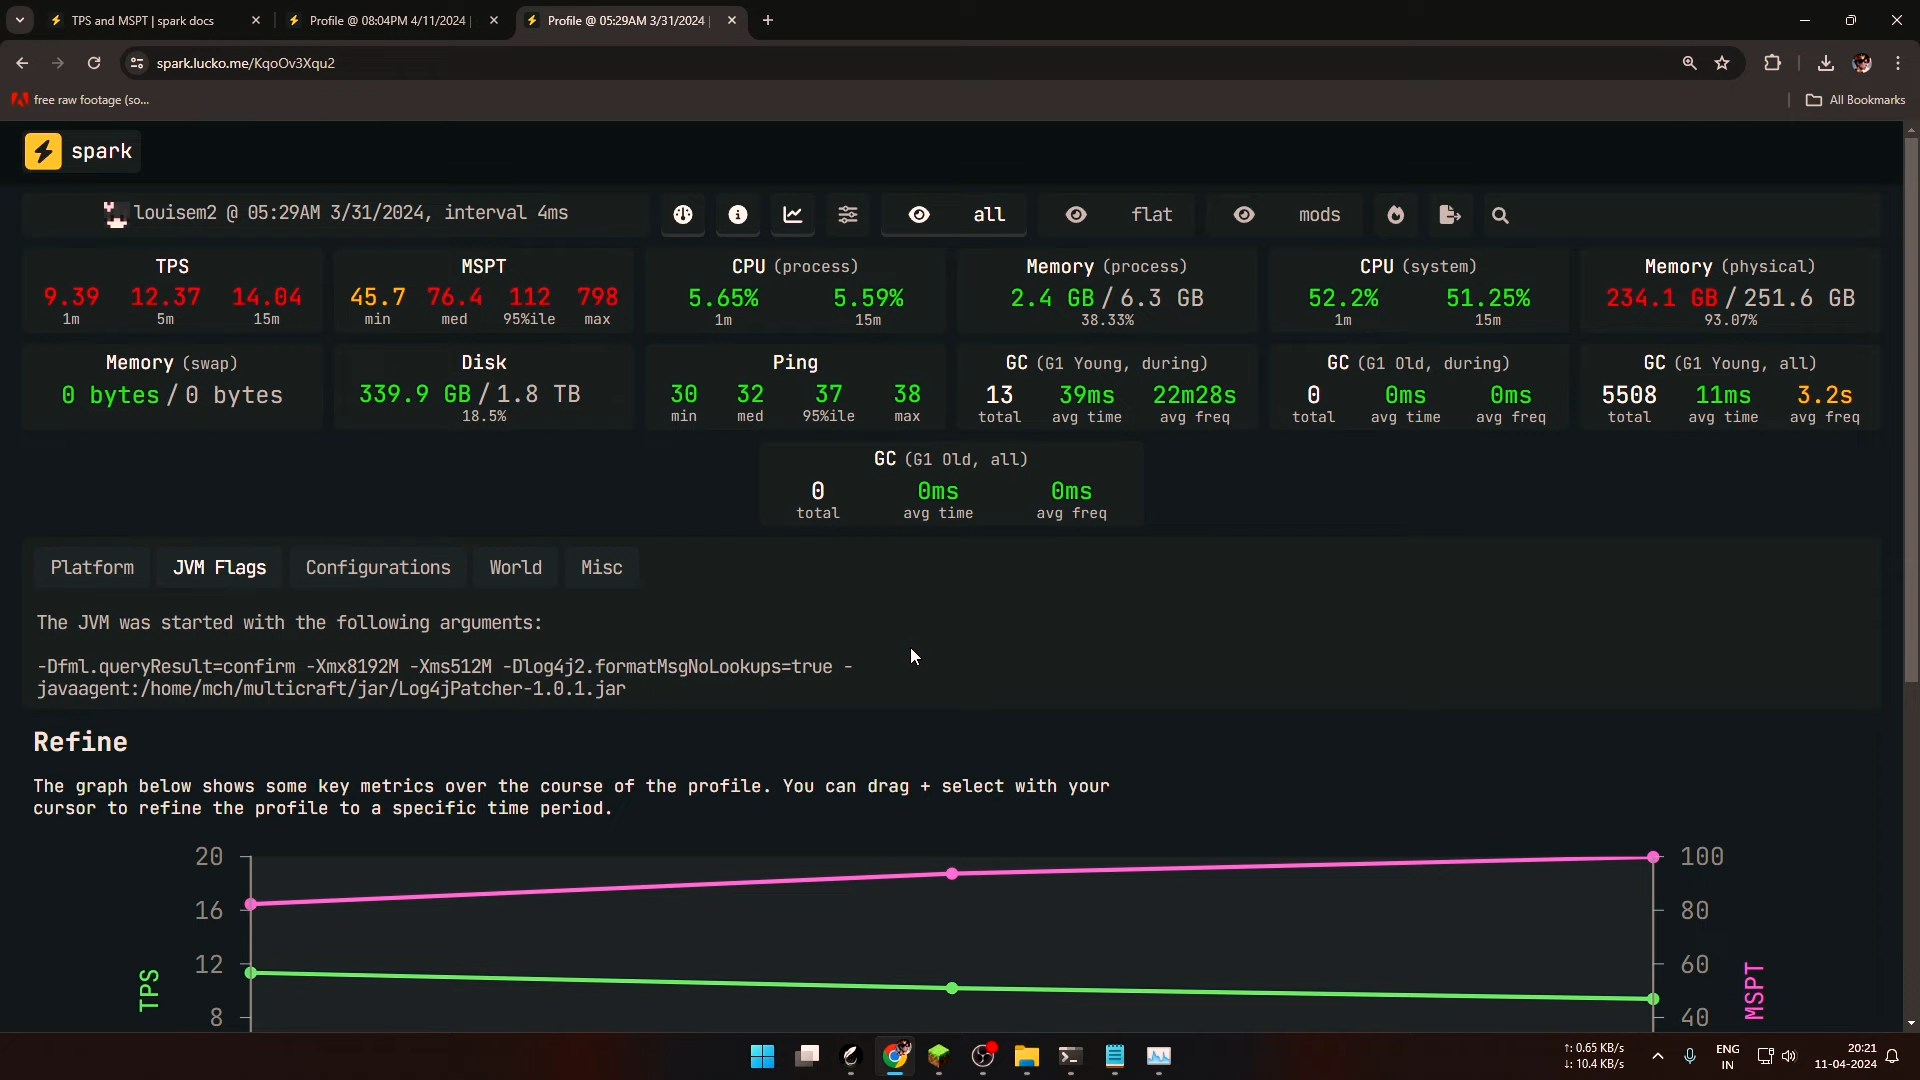 TPS and MSPT | spark docs
Profile @ 08:04PM 4/11/2024 |
Profile @ 05:29AM 3/31/2024 |
spark.lucko.me/KqoOv3Xqu2
free raw footage (so...
All Bookmarks
spark
louisem2 @ 05:29AM 3/31/2024, interval 4ms
all
flat
mods
TPS
9.39 12.37 14.04
1m 5m 15m
MSPT
45.7 76.4 112 798
min med 95%ile max
CPU (process)
5.65% 5.59%
1m 15m
Memory (process)
2.4 GB / 6.3 GB
38.33%
CPU (system)
52.2% 51.25%
1m 15m
Memory (physical)
234.1 GB / 251.6 GB
93.07%
Memory (swap)
0 bytes / 0 bytes
Disk
339.9 GB / 1.8 TB
18.5%
Ping
30 32 37 38
min med 95%ile max
GC (G1 Young, during)
13 39ms 22m28s
total avg time avg freq
GC (G1 Old, during)
0 0ms 0ms
total avg time avg freq
GC (G1 Young, all)
5508 11ms 3.2s
total avg time avg freq
GC (G1 Old, all)
0 0ms 0ms
total avg time avg freq
Platform
JVM Flags
Configurations
World
Misc
The JVM was started with the following arguments:
-Dfml.queryResult=confirm -Xmx8192M -Xms512M -Dlog4j2.formatMsgNoLookups=true -
javaagent:/home/mch/multicraft/jar/Log4jPatcher-1.0.1.jar
Refine
The graph below shows some key metrics over the course of the profile. You can drag + select with your
cursor to refine the profile to a specific time period.
20
16
12
8
TPS
100
80
60
40
MSPT
↑: 0.65 KB/s
↓: 10.4 KB/s
ENG
IN
20:21
11-04-2024